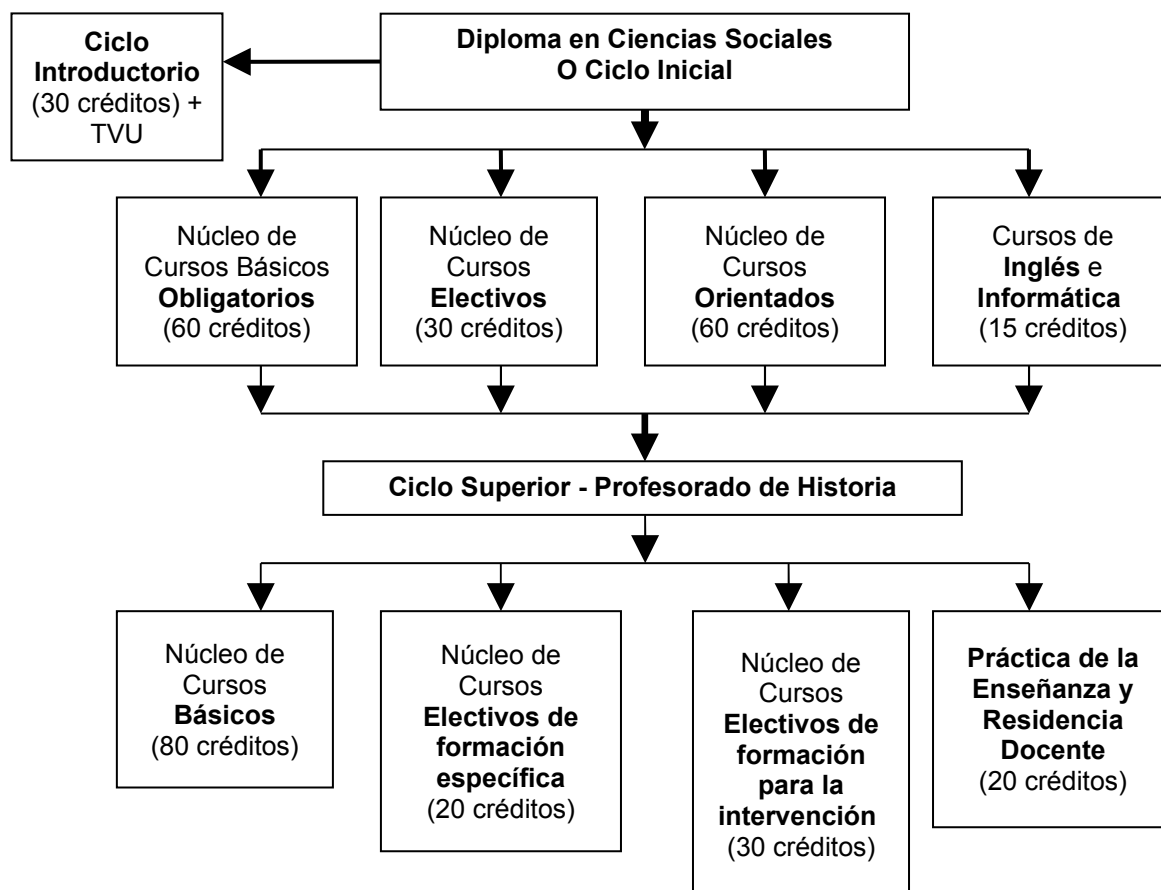 Ciclo
Introductorio
(30 créditos) +
TVU
Diploma en Ciencias Sociales
O Ciclo Inicial
Núcleo de
Cursos Básicos
Obligatorios
(60 créditos)
Núcleo de
Cursos
Electivos
(30 créditos)
Núcleo de
Cursos
Orientados
(60 créditos)
Cursos de
Inglés e
Informática
(15 créditos)
Ciclo Superior - Profesorado de Historia
Núcleo de
Cursos
Básicos
(80 créditos)
Núcleo de
Cursos
Electivos de
formación
específica
(20 créditos)
Núcleo de
Cursos
Electivos de
formación
para la
intervención
(30 créditos)
Práctica de la
Enseñanza y
Residencia
Docente
(20 créditos)